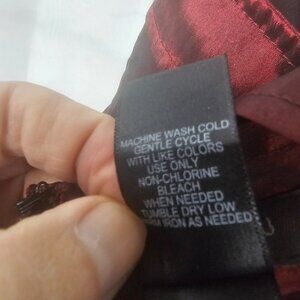 MACHINE WASH COLD
GENTLE CYCLE
WITH LIKE COLORS
USE ONLY
NON-CHLORINE
BLEACH
WHEN NEEDED
TUMBLE DRY LOW
IRON AS NEEDED